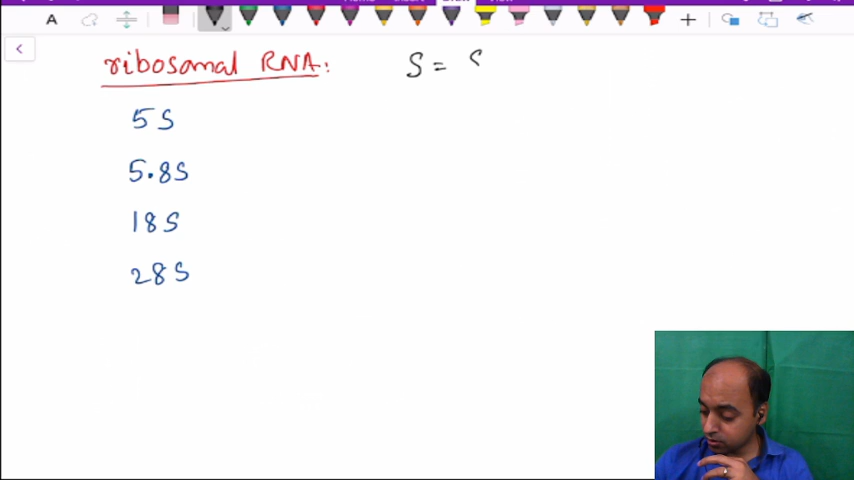 A
ribosomal RNA: S = S
5S
5.8S
18S
28S